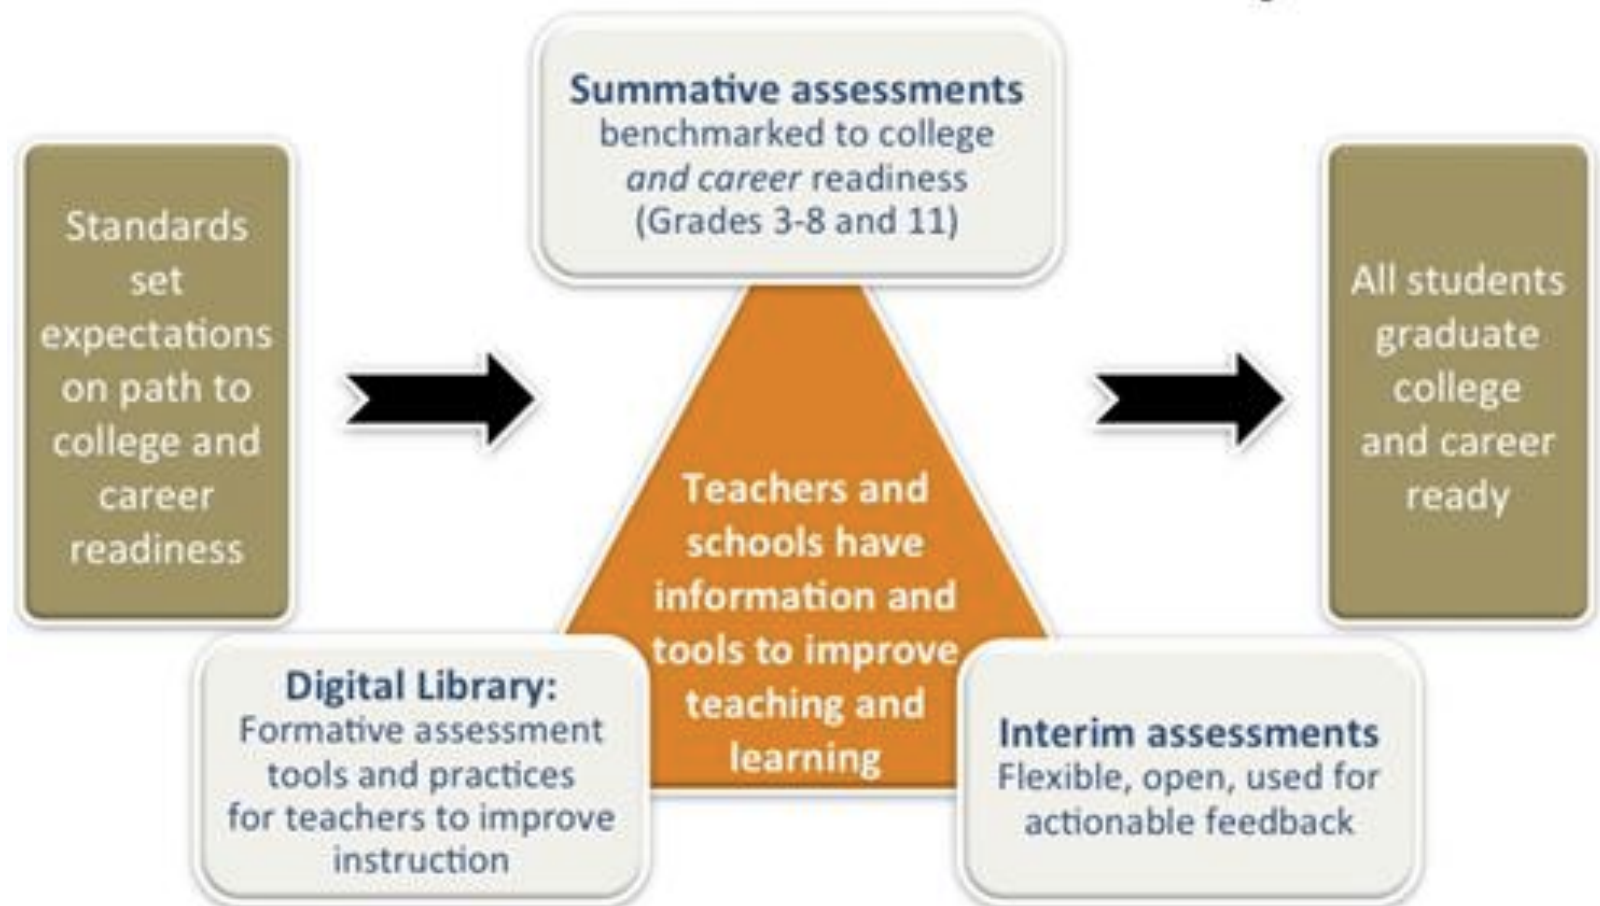 Standards
set
expectations
on path to
college and
career
readiness
Summative assessments
benchmarked to college
and career readiness
(Grades 3-8 and 11)
Teachers and
schools have
information and
tools to improve
teaching and
learning
Digital Library:
Formative assessment
tools and practices
for teachers to improve
instruction
Interim assessments
Flexible, open, used for
actionable feedback
All students
graduate
college
and career
ready